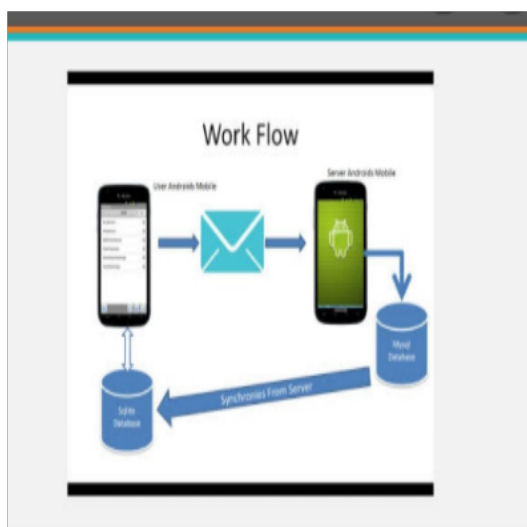 Work Flow
User Androids Mobile
Server Androids Mobile
Mysql
Database
Synchronies From Server
Sqlite
Database